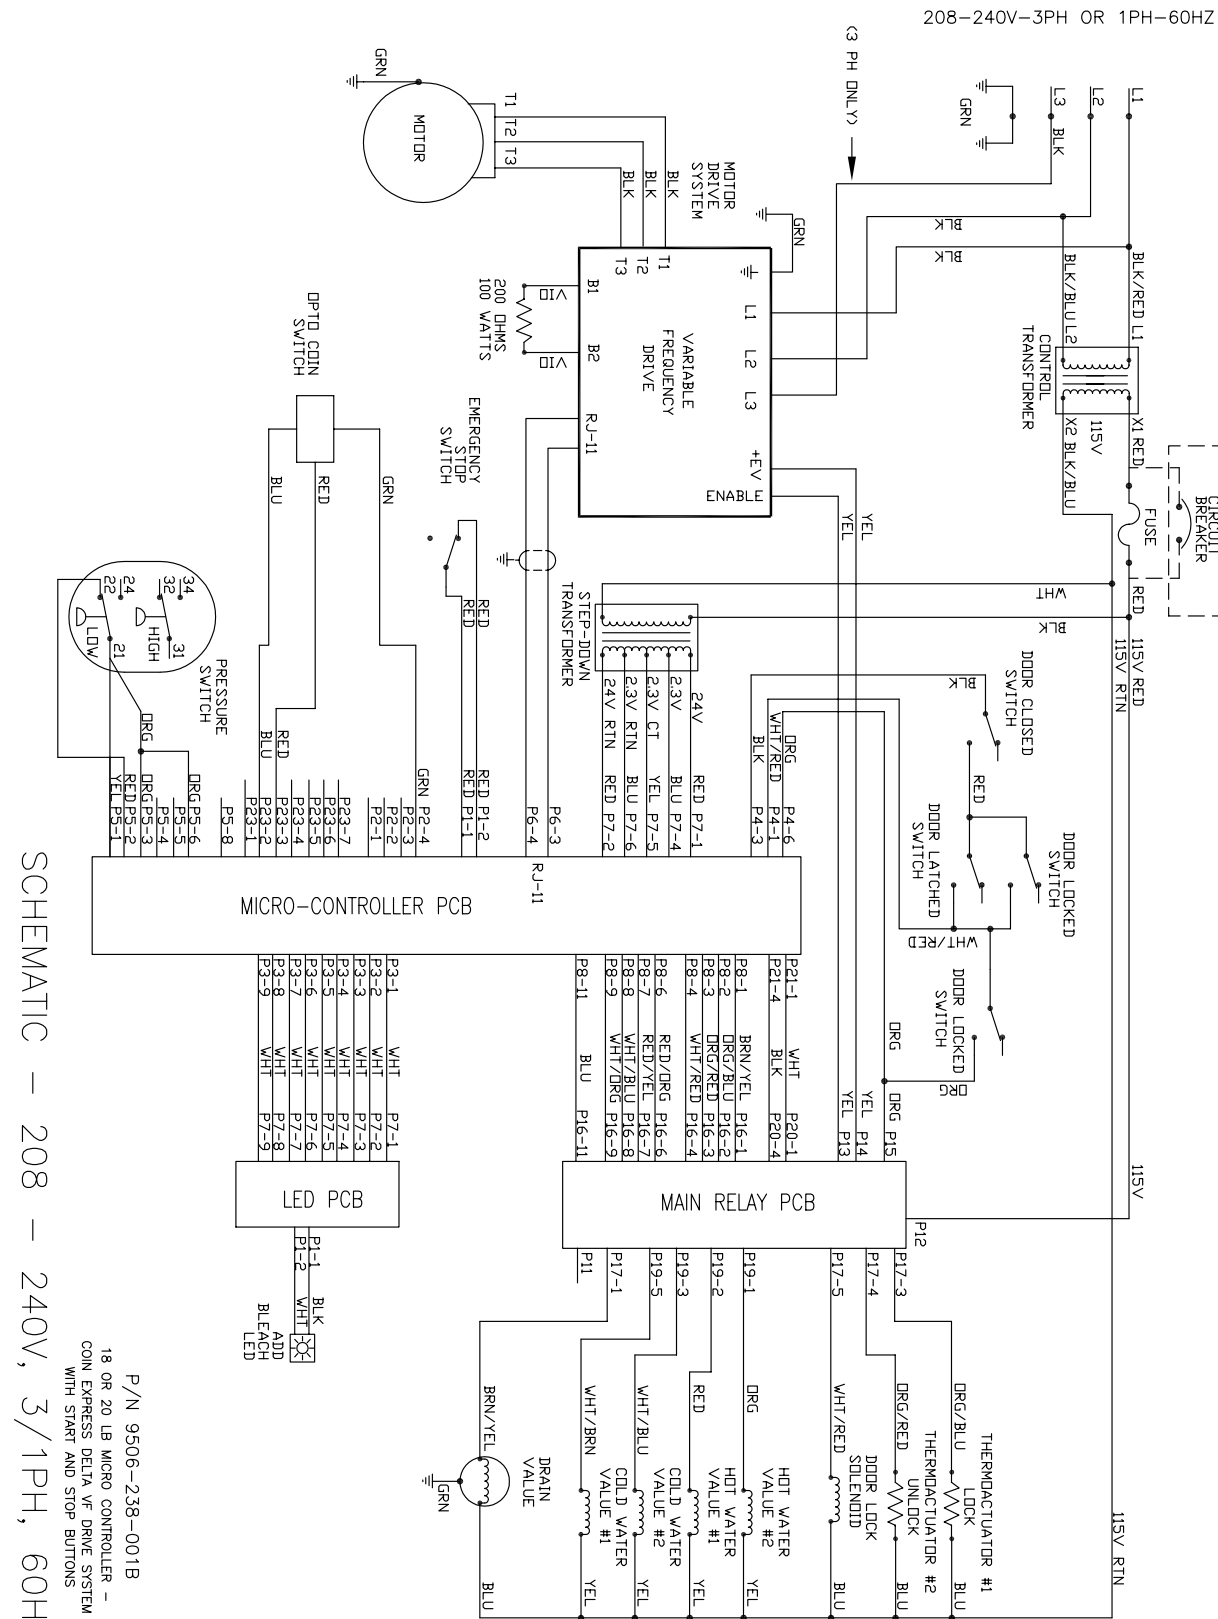 208-240V-3PH OR 1PH-60HZ
L1
L2
L3
BLK
GRN
(3 PH ONLY)
GRN
MOTOR
T1
T2
T3
BLK
BLK
BLK
MOTOR
DRIVE
SYSTEM
GRN
BLK
BLK
BLK/RED L1
BLK/BLU L2
CONTROL
TRANSFORMER
115V
X1 RED
X2 BLK/BLU
CIRCUIT
BREAKER
FUSE
RED
T1
T2
T3
L1
L2
L3
+EV
ENABLE
VARIABLE
FREQUENCY
DRIVE
B1
B2
RJ-11
VIO
VIO
200 OHMS
100 WATTS
YEL
YEL
OPTO COIN
SWITCH
GRN
RED
BLU
EMERGENCY
STOP
SWITCH
RED
RED
STEP-DOWN
TRANSFORMER
WHT
BLK
115V RED
115V RTN
24V
2.3V
2.3V CT
2.3V RTN
24V RTN
34
32
24
22
31
21
HIGH
LOW
PRESSURE
SWITCH
ORG
RED
BLU
DOOR CLOSED
SWITCH
BLK
RED
DOOR LATCHED
SWITCH
DOOR LOCKED
SWITCH
WHT/RED
DOOR LOCKED
SWITCH
ORG
ORG
ORG P4-6
WHT/RED P4-1
BLK P4-3
RED P7-1
BLU P7-4
YEL P7-5
BLU P7-6
RED P7-2
P6-3
P6-4
RJ-11
RED P1-2
RED P1-1
GRN P2-4
P2-3
P2-2
P2-1
P23-7
P23-6
P23-5
P23-4
P23-3
P23-2
P23-1
P5-8
ORG P5-6
P5-5
P5-4
ORG P5-3
RED P5-2
YEL P5-1
MICRO-CONTROLLER PCB
P21-1 WHT P20-1
P21-4 BLK P20-4
P8-1 BRN/YEL P16-1
P8-2 ORG/BLU P16-2
P8-3 ORG/RED P16-3
P8-4 WHT/RED P16-4
P8-6 RED/ORG P16-6
P8-7 RED/YEL P16-7
P8-8 WHT/BLU P16-8
P8-9 WHT/ORG P16-9
P8-11 BLU P16-11
P3-1 WHT P7-1
P3-2 WHT P7-2
P3-3 WHT P7-3
P3-4 WHT P7-4
P3-5 WHT P7-5
P3-6 WHT P7-6
P3-7 WHT P7-7
P3-8 WHT P7-8
P3-9 WHT P7-9
ORG P15
YEL P14
YEL P13
115V
LED PCB
MAIN RELAY PCB
P12
P1-1 BLK
P1-2 WHT
ADD
BLEACH
LED
P17-3
P17-4
P17-5
P19-1
P19-2
P19-3
P19-5
P17-1
P11
ORG/BLU
THERMOACTUATOR #1
LOCK
BLU
ORG/RED
THERMOACTUATOR #2
UNLOCK
BLU
WHT/RED
DOOR LOCK
SOLENOID
BLU
ORG
HOT WATER
VALUE #2
YEL
RED
HOT WATER
VALUE #1
YEL
WHT/BLU
COLD WATER
VALUE #2
YEL
WHT/BRN
COLD WATER
VALUE #1
YEL
BRN/YEL
DRAIN
VALUE
GRN
BLU
115V RTN
SCHEMATIC - 208 - 240V, 3/1PH, 60H
P/N 9506-238-001B
18 OR 20 LB MICRO CONTROLLER -
COIN EXPRESS DELTA VF DRIVE SYSTEM
WITH START AND STOP BUTTONS